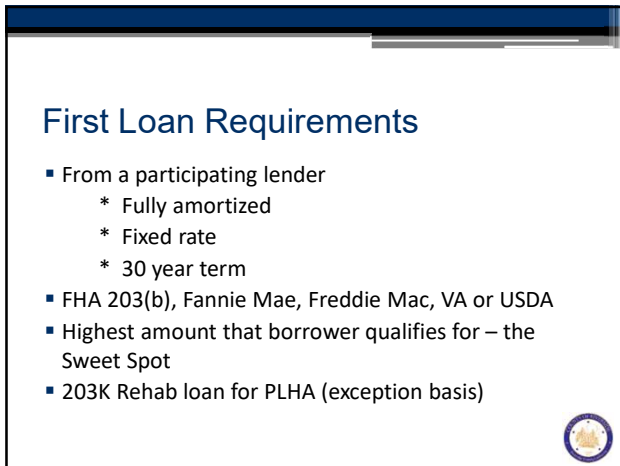 First Loan Requirements
▪ From a participating lender
* Fully amortized
* Fixed rate
* 30 year term
▪ FHA 203(b), Fannie Mae, Freddie Mac, VA or USDA
▪ Highest amount that borrower qualifies for – the
Sweet Spot
▪ 203K Rehab loan for PLHA (exception basis)